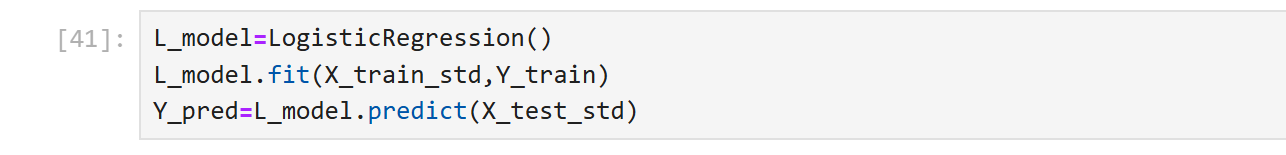 [41]:
L_model=LogisticRegression()
L_model.fit(X_train_std,Y_train)
Y_pred=L_model.predict(X_test_std)